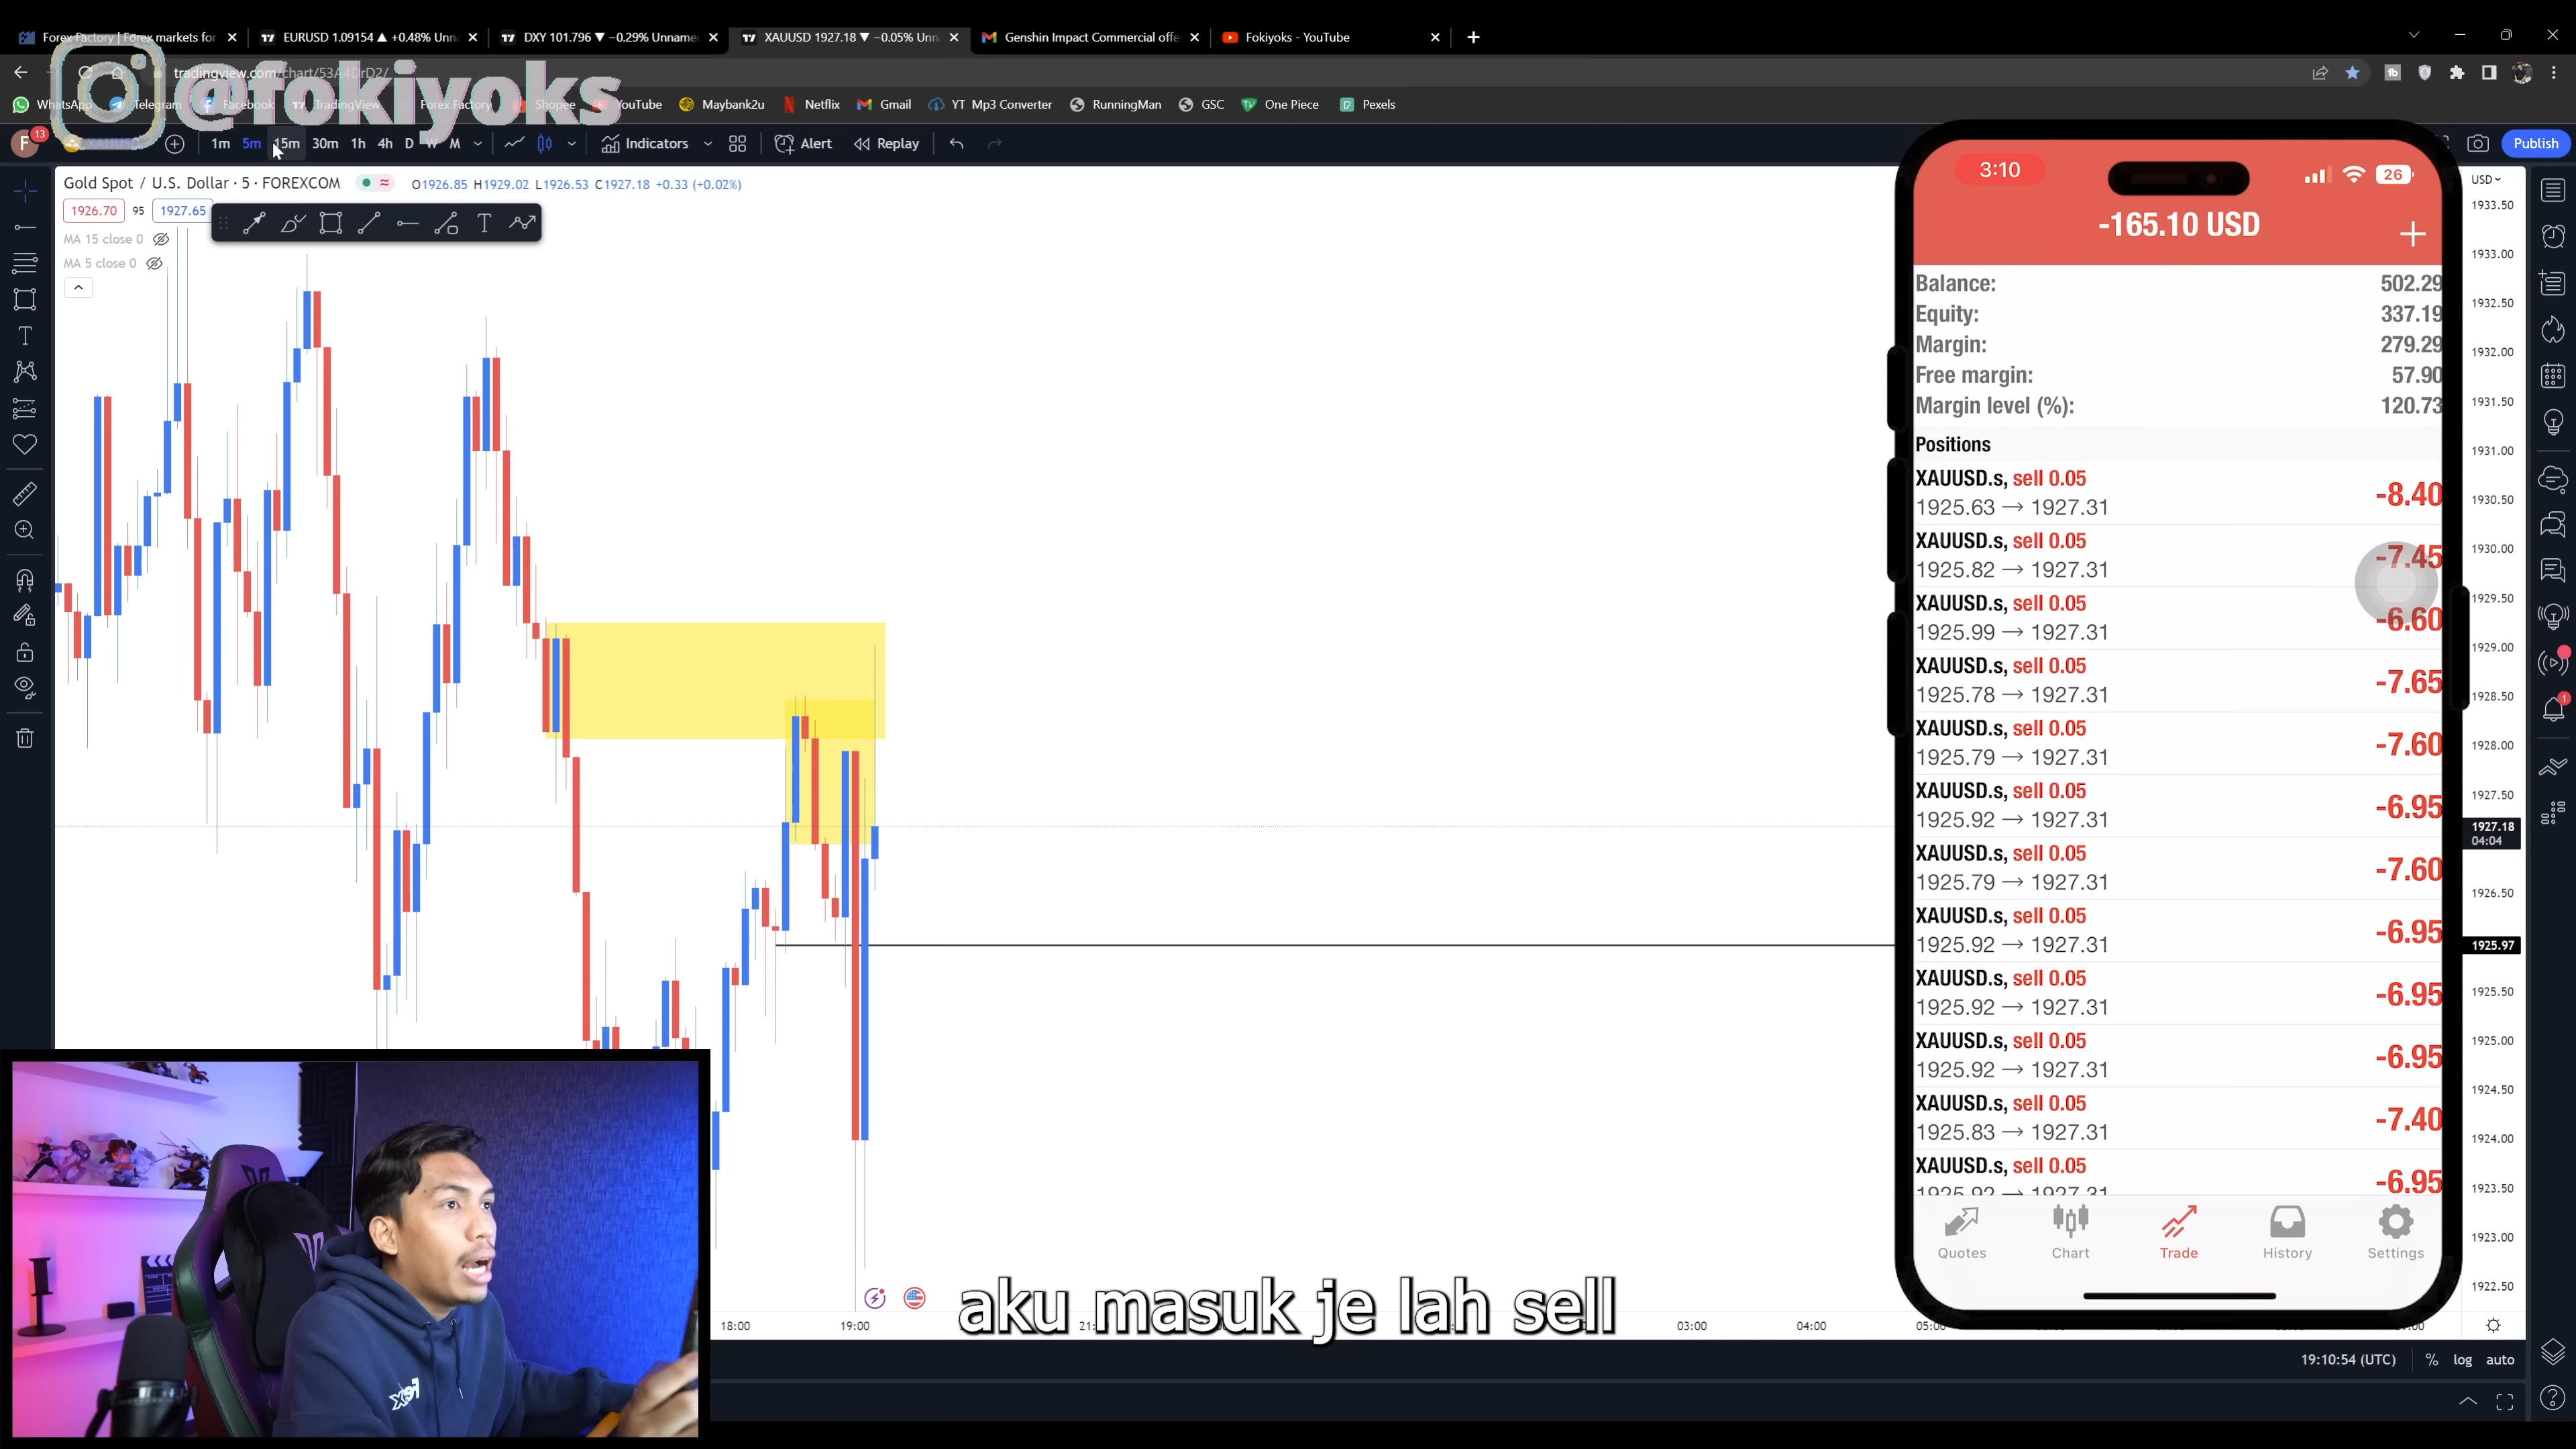 Forex Factory | Forex markets for
EURUSD 1.09154 ▲ +0.48% Unn
DXY 101.796 ▼ −0.29% Unname
XAUUSD 1927.18 ▼ −0.05% Unn
Genshin Impact Commercial offe
Fokiyoks - YouTube
tradingview.com/chart/53A4DrD2/
@fokiyoks
WhatsApp
Telegram
Facebook
TradingView
Forex Factory
Shopee
YouTube
Maybank2u
Netflix
Gmail
YT Mp3 Converter
RunningMan
GSC
One Piece
Pexels
F
13
XAUUSD
1m 5m 15m 30m 1h 4h D W M
Indicators
Alert
Replay
Publish
Gold Spot / U.S. Dollar · 5 · FOREXCOM
O1926.85 H1929.02 L1926.53 C1927.18 +0.33 (+0.02%)
1926.70 95 1927.65
MA 15 close 0
MA 5 close 0
USD
1933.50
1933.00
1932.50
1932.00
1931.50
1931.00
1930.50
1930.00
1929.50
1929.00
1928.50
1928.00
1927.50
1927.18
04:04
1926.50
1925.97
1925.50
1925.00
1924.50
1924.00
1923.50
1923.00
1922.50
3:10
26
-165.10 USD
Balance: 502.29
Equity: 337.19
Margin: 279.29
Free margin: 57.90
Margin level (%): 120.73
Positions
XAUUSD.s, sell 0.05
1925.63 → 1927.31 -8.40
XAUUSD.s, sell 0.05
1925.82 → 1927.31 -7.45
XAUUSD.s, sell 0.05
1925.99 → 1927.31 -6.60
XAUUSD.s, sell 0.05
1925.78 → 1927.31 -7.65
XAUUSD.s, sell 0.05
1925.79 → 1927.31 -7.60
XAUUSD.s, sell 0.05
1925.92 → 1927.31 -6.95
XAUUSD.s, sell 0.05
1925.79 → 1927.31 -7.60
XAUUSD.s, sell 0.05
1925.92 → 1927.31 -6.95
XAUUSD.s, sell 0.05
1925.92 → 1927.31 -6.95
XAUUSD.s, sell 0.05
1925.92 → 1927.31 -6.95
XAUUSD.s, sell 0.05
1925.83 → 1927.31 -7.40
XAUUSD.s, sell 0.05
1925.92 → 1927.31 -6.95
Quotes
Chart
Trade
History
Settings
1
aku masuk je lah sell
18:00
19:00
03:00
04:00
05:00
19:10:54 (UTC)
%
log
auto